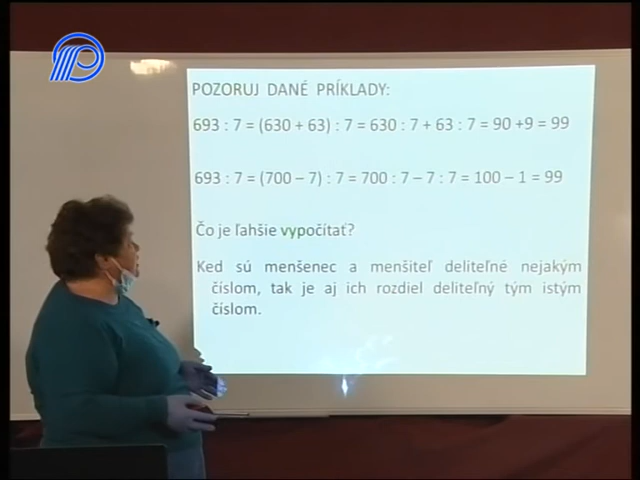 POZORUJ DANÉ PRÍKLADY:
693 : 7 = (630 + 63) : 7 = 630 : 7 + 63 : 7 = 90 +9 = 99
693 : 7 = (700 – 7) : 7 = 700 : 7 – 7 : 7 = 100 – 1 = 99
Čo je ľahšie vypočítať?
Ked sú menšenec a menšiteľ deliteľné nejakým
číslom, tak je aj ich rozdiel deliteľný tým istým
číslom.